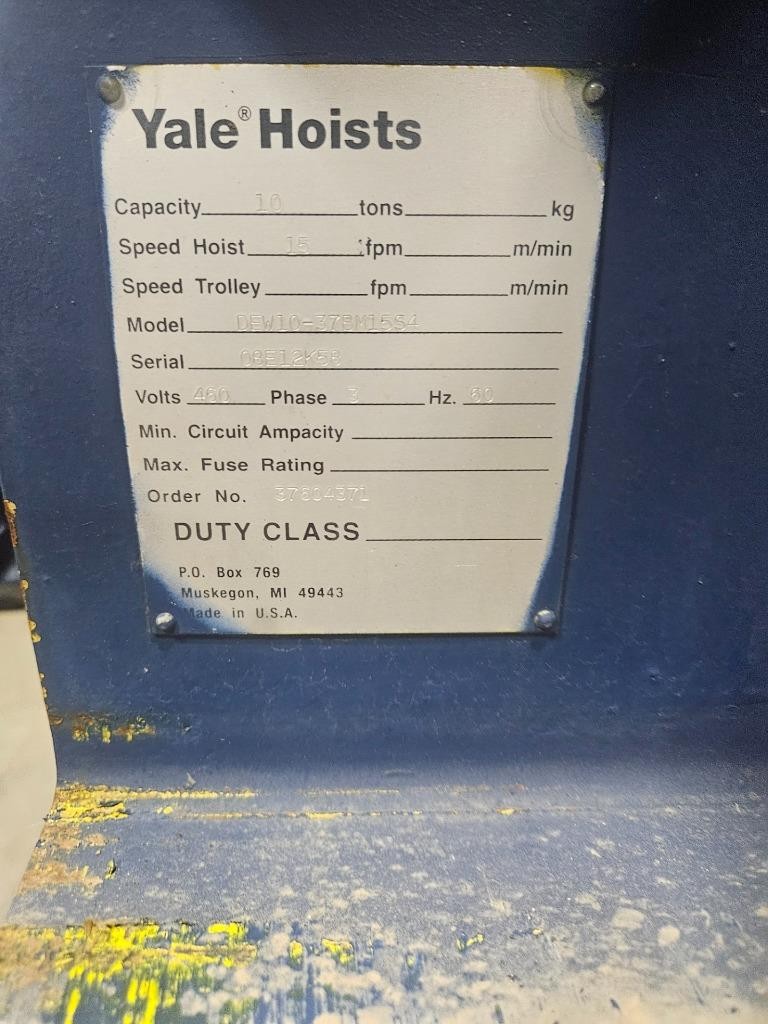 Yale® Hoists
Capacity 10 tons kg
Speed Hoist 15 fpm m/min
Speed Trolley fpm m/min
Model
Serial
Volts 460 Phase 3 Hz. 60
Min. Circuit Ampacity
Max. Fuse Rating
Order No. 37604371
DUTY CLASS
P.O. Box 769
Muskegon, MI 49443
Made in U.S.A.